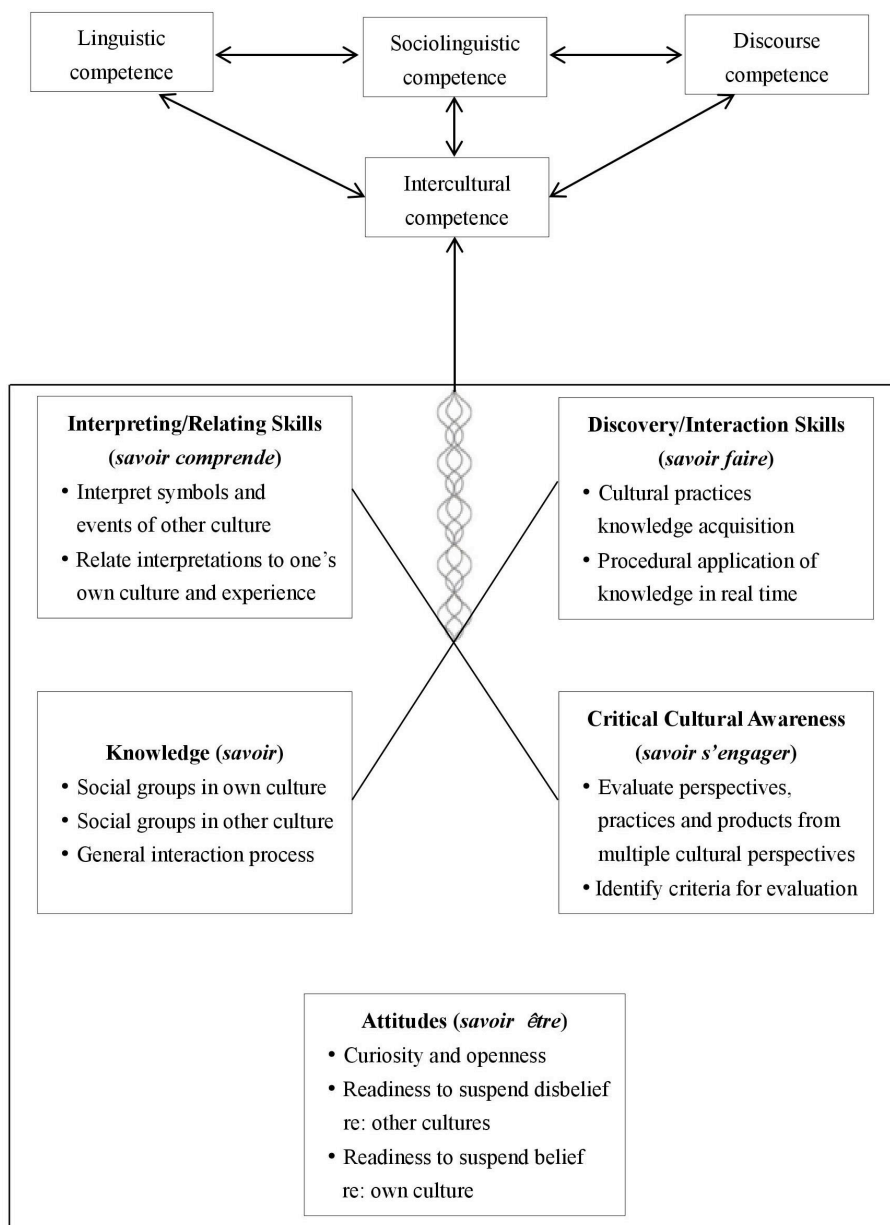 Linguistic
competence
Sociolinguistic
competence
Discourse
competence
Intercultural
competence
Interpreting/Relating Skills
(savoir comprende)
• Interpret symbols and
events of other culture
• Relate interpretations to one’s
own culture and experience
Discovery/Interaction Skills
(savoir faire)
• Cultural practices
knowledge acquisition
• Procedural application of
knowledge in real time
Knowledge (savoir)
• Social groups in own culture
• Social groups in other culture
• General interaction process
Critical Cultural Awareness
(savoir s’engager)
• Evaluate perspectives,
practices and products from
multiple cultural perspectives
• Identify criteria for evaluation
Attitudes (savoir être)
• Curiosity and openness
• Readiness to suspend disbelief
re: other cultures
• Readiness to suspend belief
re: own culture